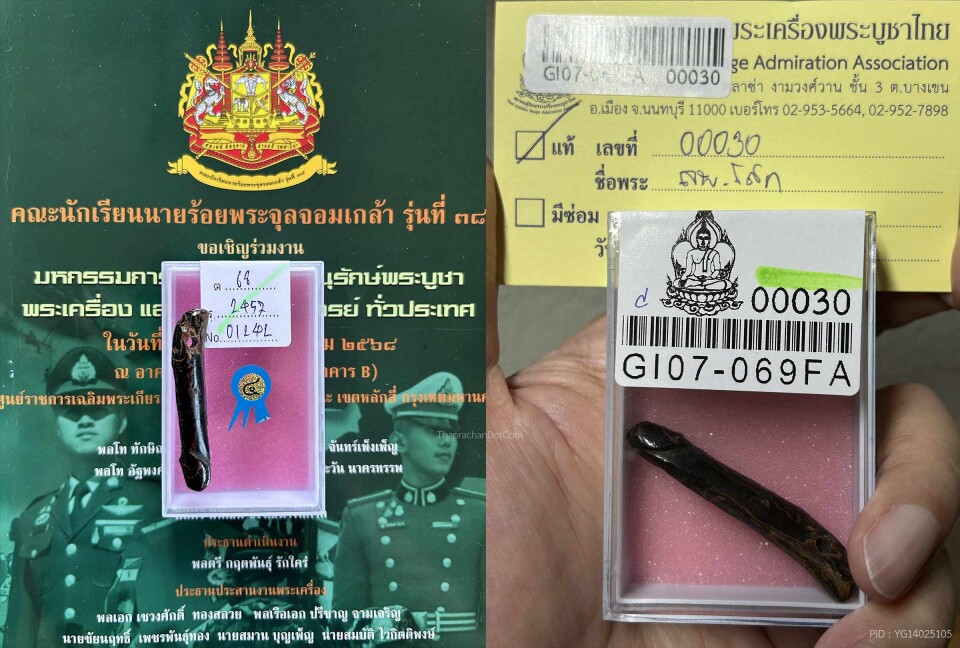 คณะนักเรียนนายร้อยพระจุลจอมเกล้า รุ่นที่ ๓๘
ขอเชิญร่วมงาน
มหกรรมการ นุรักษ์พระบูชา
พระเครื่อง และ ทั่วประเทศ
ในวันที่ ม ๒๕๖๘
ณ อาค าคาร B)
ศูนย์ราชการเฉลิมพระเกียร เขตหลักสี่ กรุงเทพมหานค
พลโท ทักษิณ จันทร์เพ็งเพ็ญ
พลโท อัฐพงศ ะวัน นาครทรรพ
ประธานดำเนินงาน
พลตรี กฤตพันธุ์ รักใคร่
ประธานประสานงานพระเครื่อง
พลเอก เชวงศักดิ์ ทองสลวย พลเรือเอก ปรีชาญ จามเจริญ
นายชัยนฤทธิ์ เพชรพันธุ์ทอง นายสมาน บุญเพ็ญ นายสมบัติ ไวกิตติพงษ์
ค 68
2452
No.
๕
ThaprachanDotCom
ระเครื่องพระบูชาไทย
ge Admiration Association
GI07-069FA 00030
ลาซ่า งามวงศ์วาน ชั้น 3 ต.บางเขน
อ.เมือง จ.นนทบุรี 11000 เบอร์โทร 02-953-5664, 02-952-7898
แท้ เลขที่ 00030
ชื่อพระ
มีซ่อม
วั
00030
GI07-069FA
PID : YG14025105